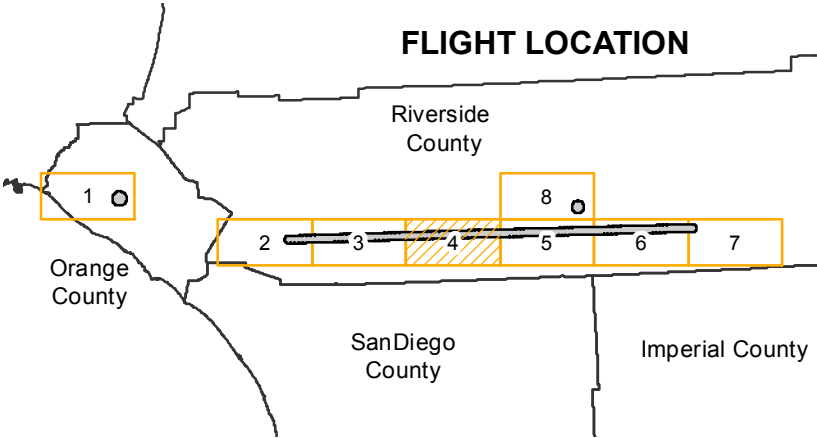 FLIGHT LOCATION
Riverside
County
1
8
2
3
4
5
6
7
Orange
County
SanDiego
County
Imperial County